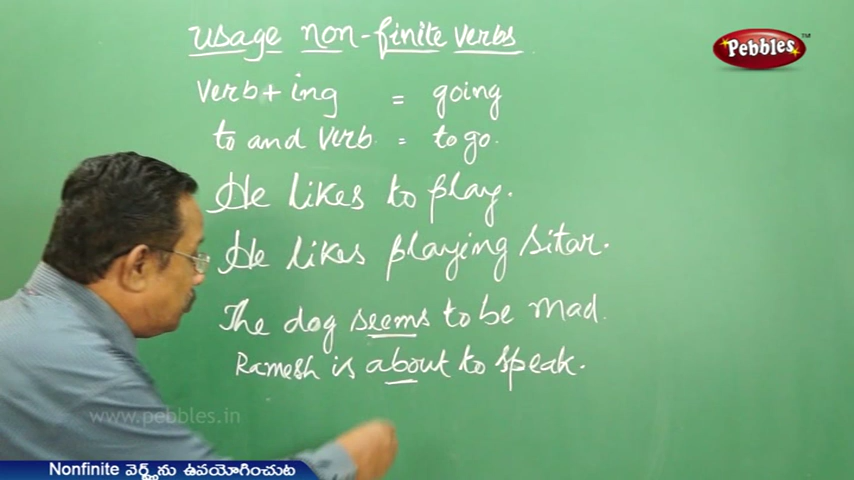 usage non-finite verbs
Pebbles™
verb+ing = going
to and verb. = to go.
He likes to play.
He likes playing sitar.
The dog seems to be mad.
Ramesh is about to speak.
www.pebbles.in
Nonfinite వెర్బ్స్‌ను ఉపయోగించుట